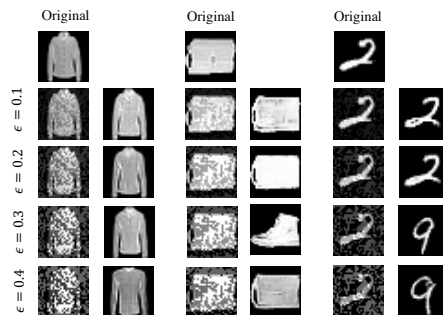 Original Original Original
ϵ = 0.1
ϵ = 0.2
ϵ = 0.3
ϵ = 0.4